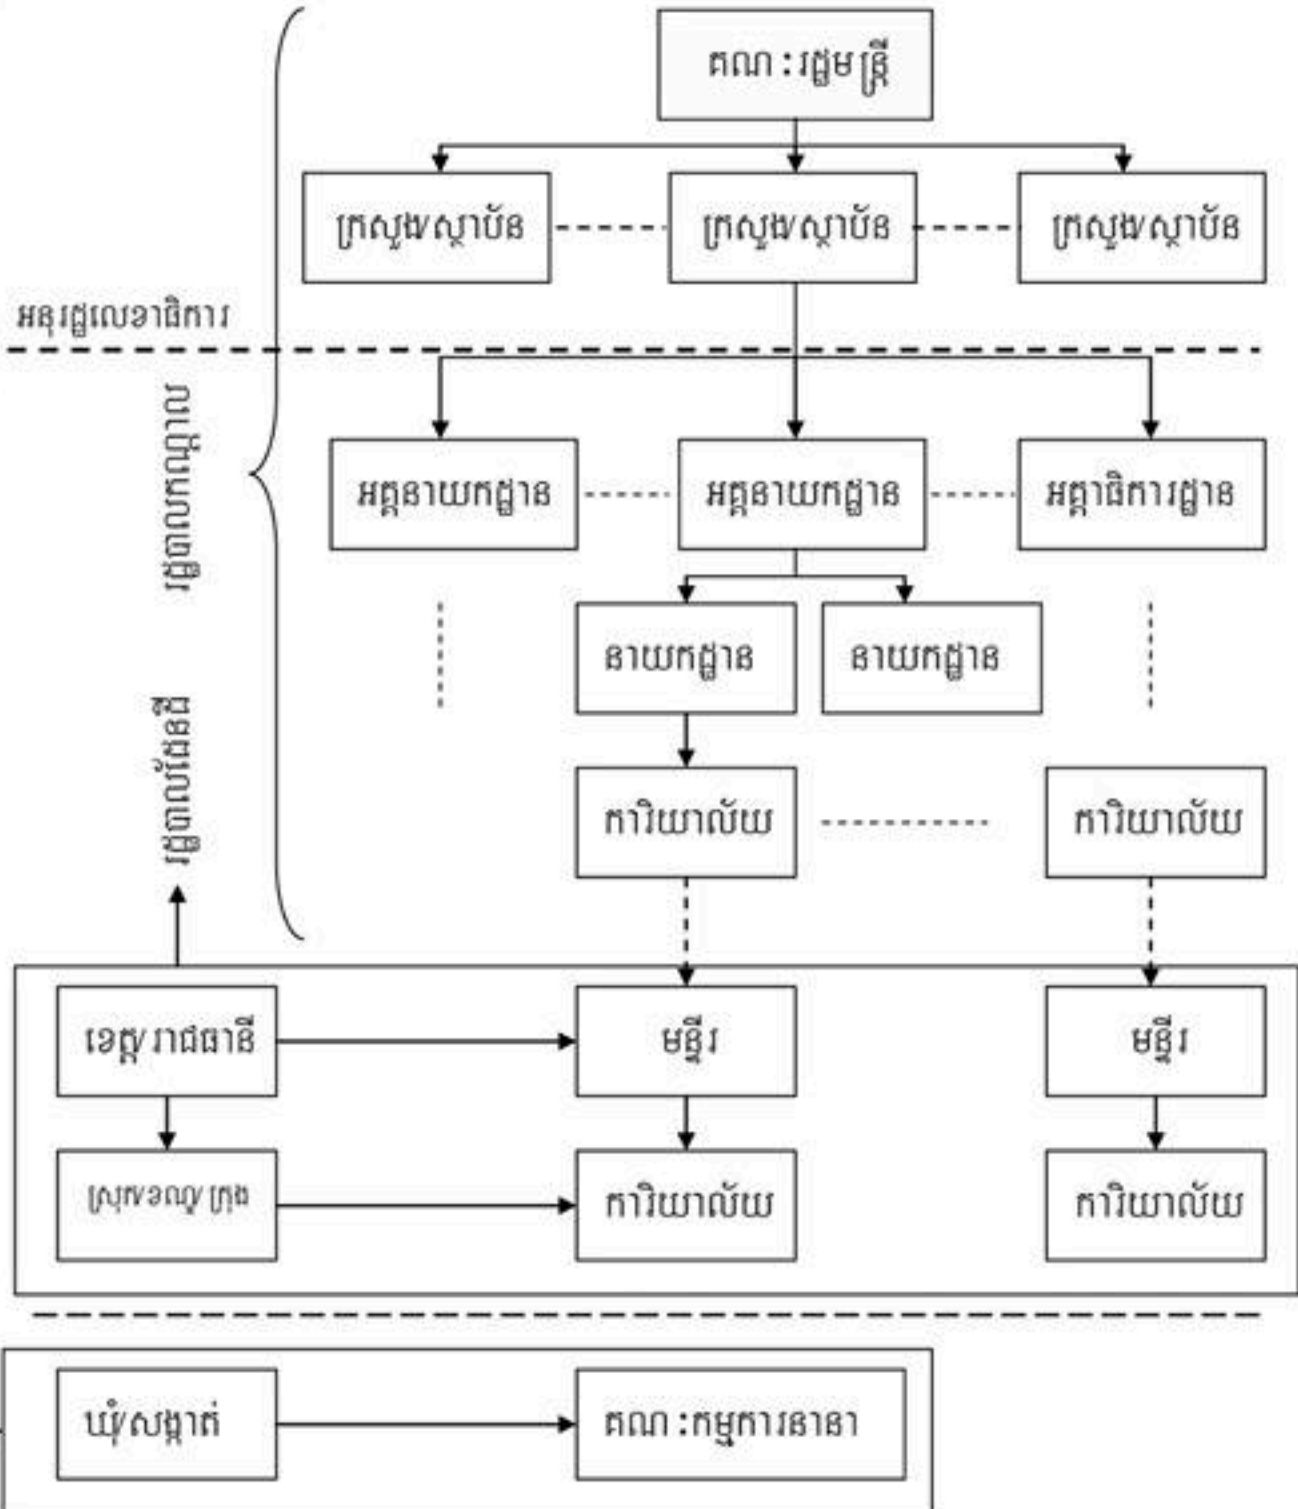 គណៈរដ្ឋមន្ត្រី
ក្រសួង/ស្ថាប័ន
ក្រសួង/ស្ថាប័ន
ក្រសួង/ស្ថាប័ន
អនុរដ្ឋលេខាធិការ
រដ្ឋបាលកណ្តាល
អគ្គនាយកដ្ឋាន
អគ្គនាយកដ្ឋាន
អគ្គាធិការដ្ឋាន
នាយកដ្ឋាន
នាយកដ្ឋាន
រដ្ឋបាលដែនដី
ការិយាល័យ
ការិយាល័យ
ខេត្ត/រាជធានី
មន្ទីរ
មន្ទីរ
ស្រុក/ខណ្ឌ/ក្រុង
ការិយាល័យ
ការិយាល័យ
ឃុំ/សង្កាត់
គណៈកម្មការនានា